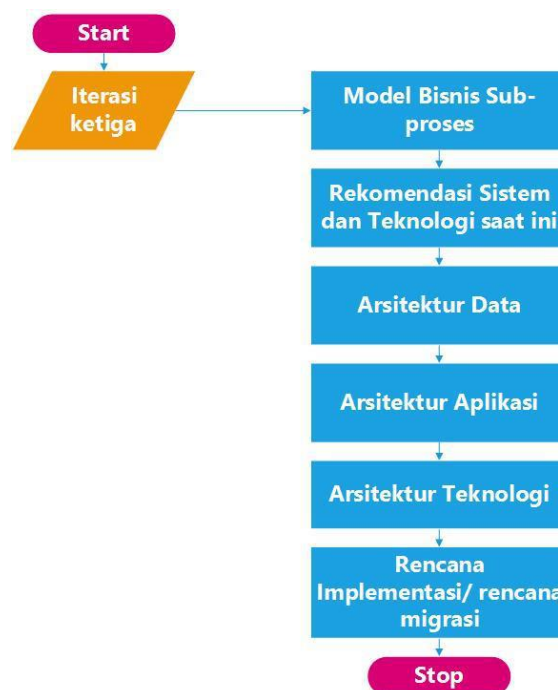 Start
Iterasi
ketiga
Model Bisnis Sub-
proses
Rekomendasi Sistem
dan Teknologi saat ini
Arsitektur Data
Arsitektur Aplikasi
Arsitektur Teknologi
Rencana
Implementasi/ rencana
migrasi
Stop